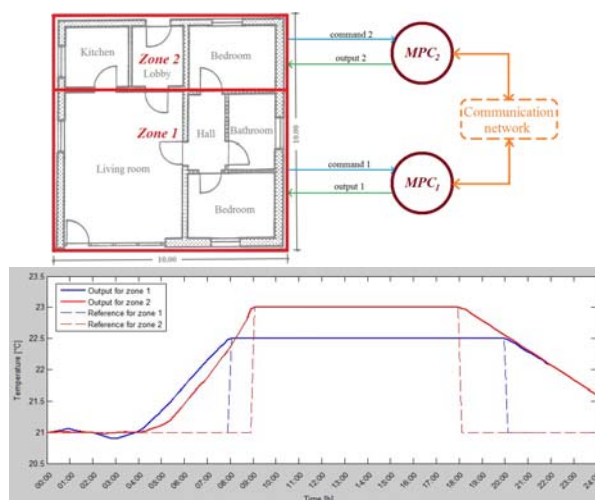 Kitchen
Zone 2
Lobby
Bedroom
Zone 1
Hall
Bathroom
Living room
Bedroom
10.00
10.00
command 2
output 2
MPC2
Communication
network
command 1
output 1
MPC1
23.5
23
22.5
22
21.5
21
20.5
Temperature [°C]
Output for zone 1
Output for zone 2
Reference for zone 1
Reference for zone 2
00:00
01:00
02:00
03:00
04:00
05:00
06:00
07:00
08:00
09:00
10:00
11:00
12:00
13:00
14:00
15:00
16:00
17:00
18:00
19:00
20:00
21:00
22:00
23:00
24:00
Time [h]